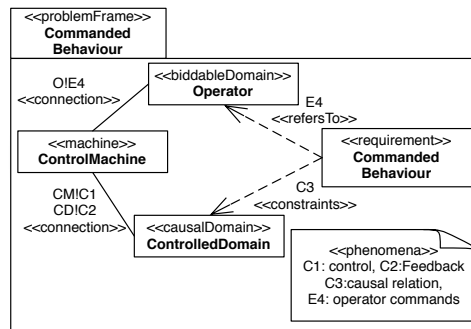 <<problemFrame>>
Commanded
Behaviour
O!E4
<<connection>>
<<biddableDomain>>
Operator
E4
<<refersTo>>
<<machine>>
ControlMachine
<<requirement>>
Commanded
Behaviour
CM!C1
CD!C2
<<connection>>
C3
<<constraints>>
<<causalDomain>>
ControlledDomain
<<phenomena>>
C1: control, C2:Feedback
C3:causal relation,
E4: operator commands